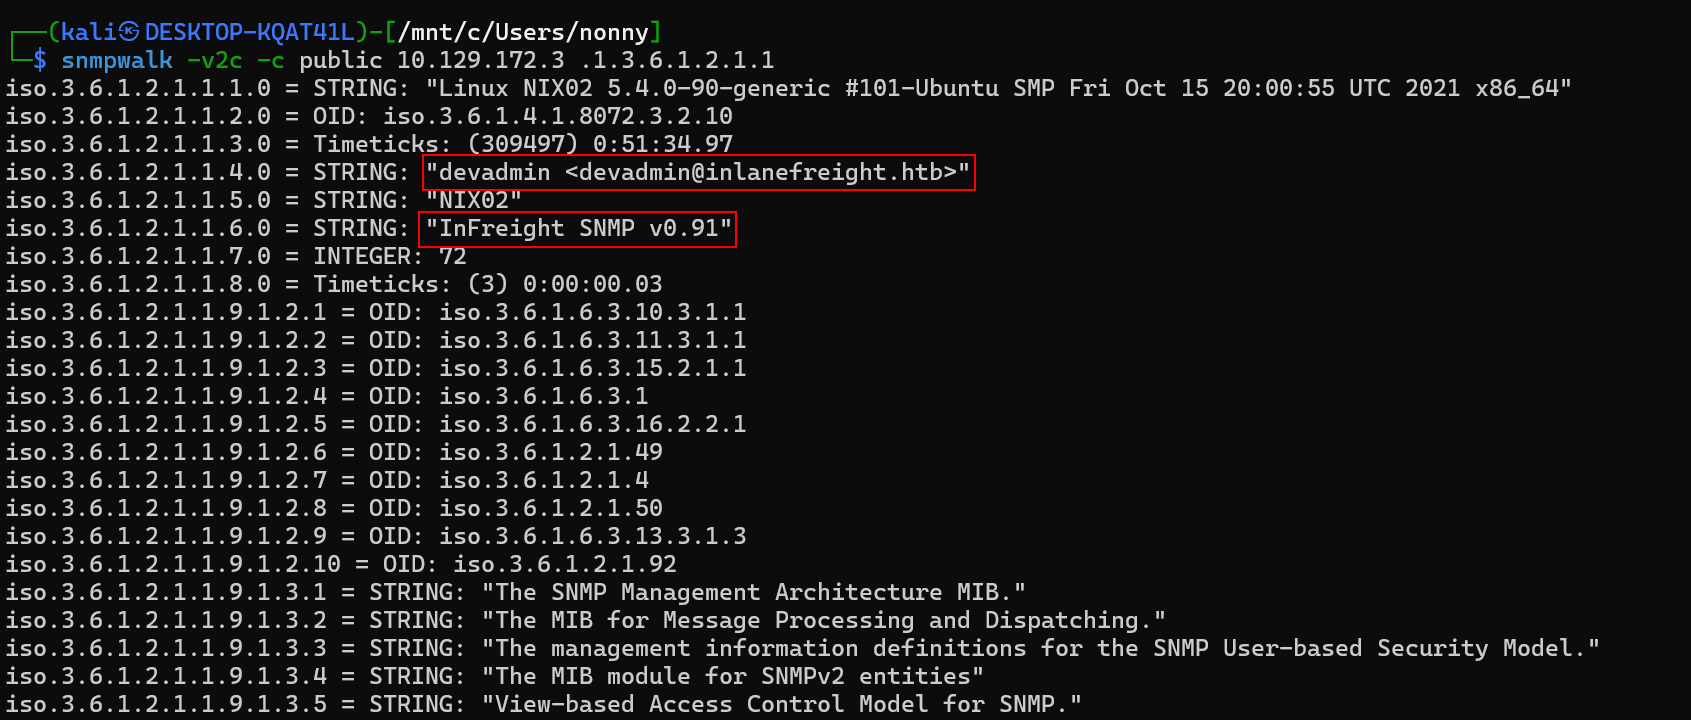 ┌──(kali㉿DESKTOP-KQAT41L)-[/mnt/c/Users/nonny]
└─$ snmpwalk -v2c -c public 10.129.172.3 .1.3.6.1.2.1.1
iso.3.6.1.2.1.1.1.0 = STRING: "Linux NIX02 5.4.0-90-generic #101-Ubuntu SMP Fri Oct 15 20:00:55 UTC 2021 x86_64"
iso.3.6.1.2.1.1.2.0 = OID: iso.3.6.1.4.1.8072.3.2.10
iso.3.6.1.2.1.1.3.0 = Timeticks: (309497) 0:51:34.97
iso.3.6.1.2.1.1.4.0 = STRING: "devadmin <devadmin@inlanefreight.htb>"
iso.3.6.1.2.1.1.5.0 = STRING: "NIX02"
iso.3.6.1.2.1.1.6.0 = STRING: "InFreight SNMP v0.91"
iso.3.6.1.2.1.1.7.0 = INTEGER: 72
iso.3.6.1.2.1.1.8.0 = Timeticks: (3) 0:00:00.03
iso.3.6.1.2.1.1.9.1.2.1 = OID: iso.3.6.1.6.3.10.3.1.1
iso.3.6.1.2.1.1.9.1.2.2 = OID: iso.3.6.1.6.3.11.3.1.1
iso.3.6.1.2.1.1.9.1.2.3 = OID: iso.3.6.1.6.3.15.2.1.1
iso.3.6.1.2.1.1.9.1.2.4 = OID: iso.3.6.1.6.3.1
iso.3.6.1.2.1.1.9.1.2.5 = OID: iso.3.6.1.6.3.16.2.2.1
iso.3.6.1.2.1.1.9.1.2.6 = OID: iso.3.6.1.2.1.49
iso.3.6.1.2.1.1.9.1.2.7 = OID: iso.3.6.1.2.1.4
iso.3.6.1.2.1.1.9.1.2.8 = OID: iso.3.6.1.2.1.50
iso.3.6.1.2.1.1.9.1.2.9 = OID: iso.3.6.1.6.3.13.3.1.3
iso.3.6.1.2.1.1.9.1.2.10 = OID: iso.3.6.1.2.1.92
iso.3.6.1.2.1.1.9.1.3.1 = STRING: "The SNMP Management Architecture MIB."
iso.3.6.1.2.1.1.9.1.3.2 = STRING: "The MIB for Message Processing and Dispatching."
iso.3.6.1.2.1.1.9.1.3.3 = STRING: "The management information definitions for the SNMP User-based Security Model."
iso.3.6.1.2.1.1.9.1.3.4 = STRING: "The MIB module for SNMPv2 entities"
iso.3.6.1.2.1.1.9.1.3.5 = STRING: "View-based Access Control Model for SNMP."